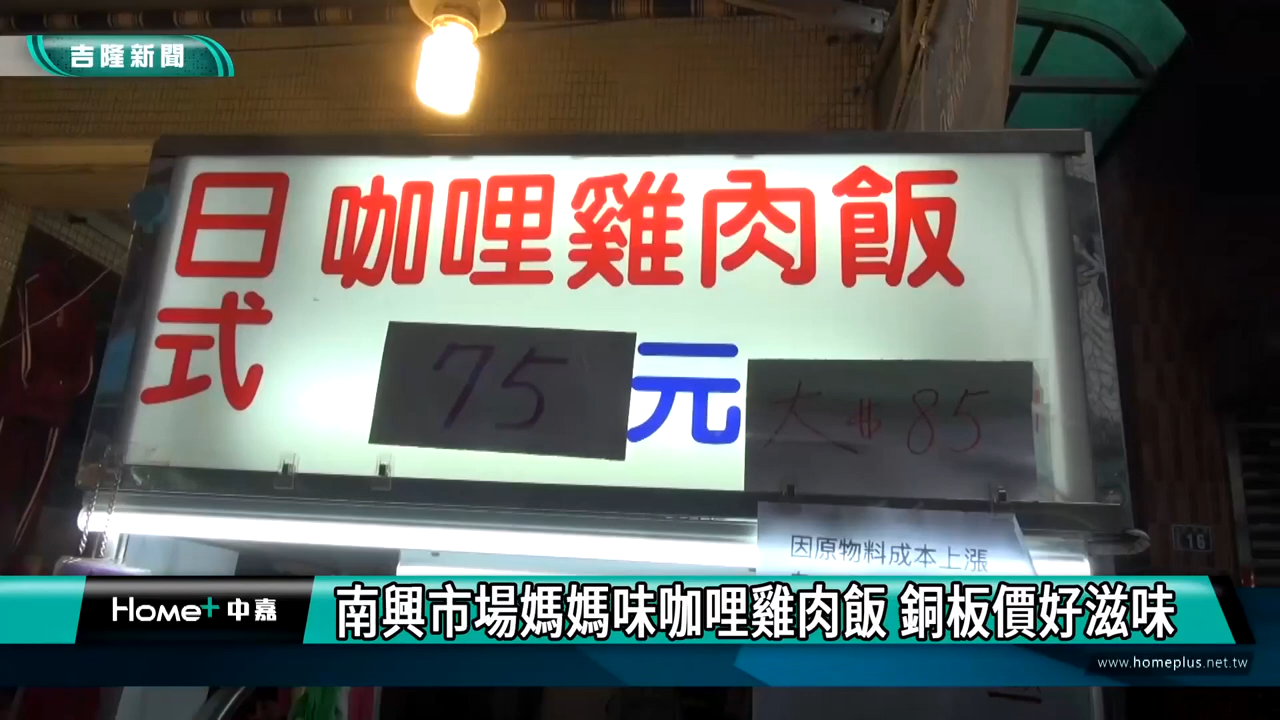 吉隆新聞
日式
咖哩雞肉飯
75元
大$85
因原物料成本上漲
16
Home+中嘉
南興市場媽媽味咖哩雞肉飯 銅板價好滋味
www.homeplus.net.tw